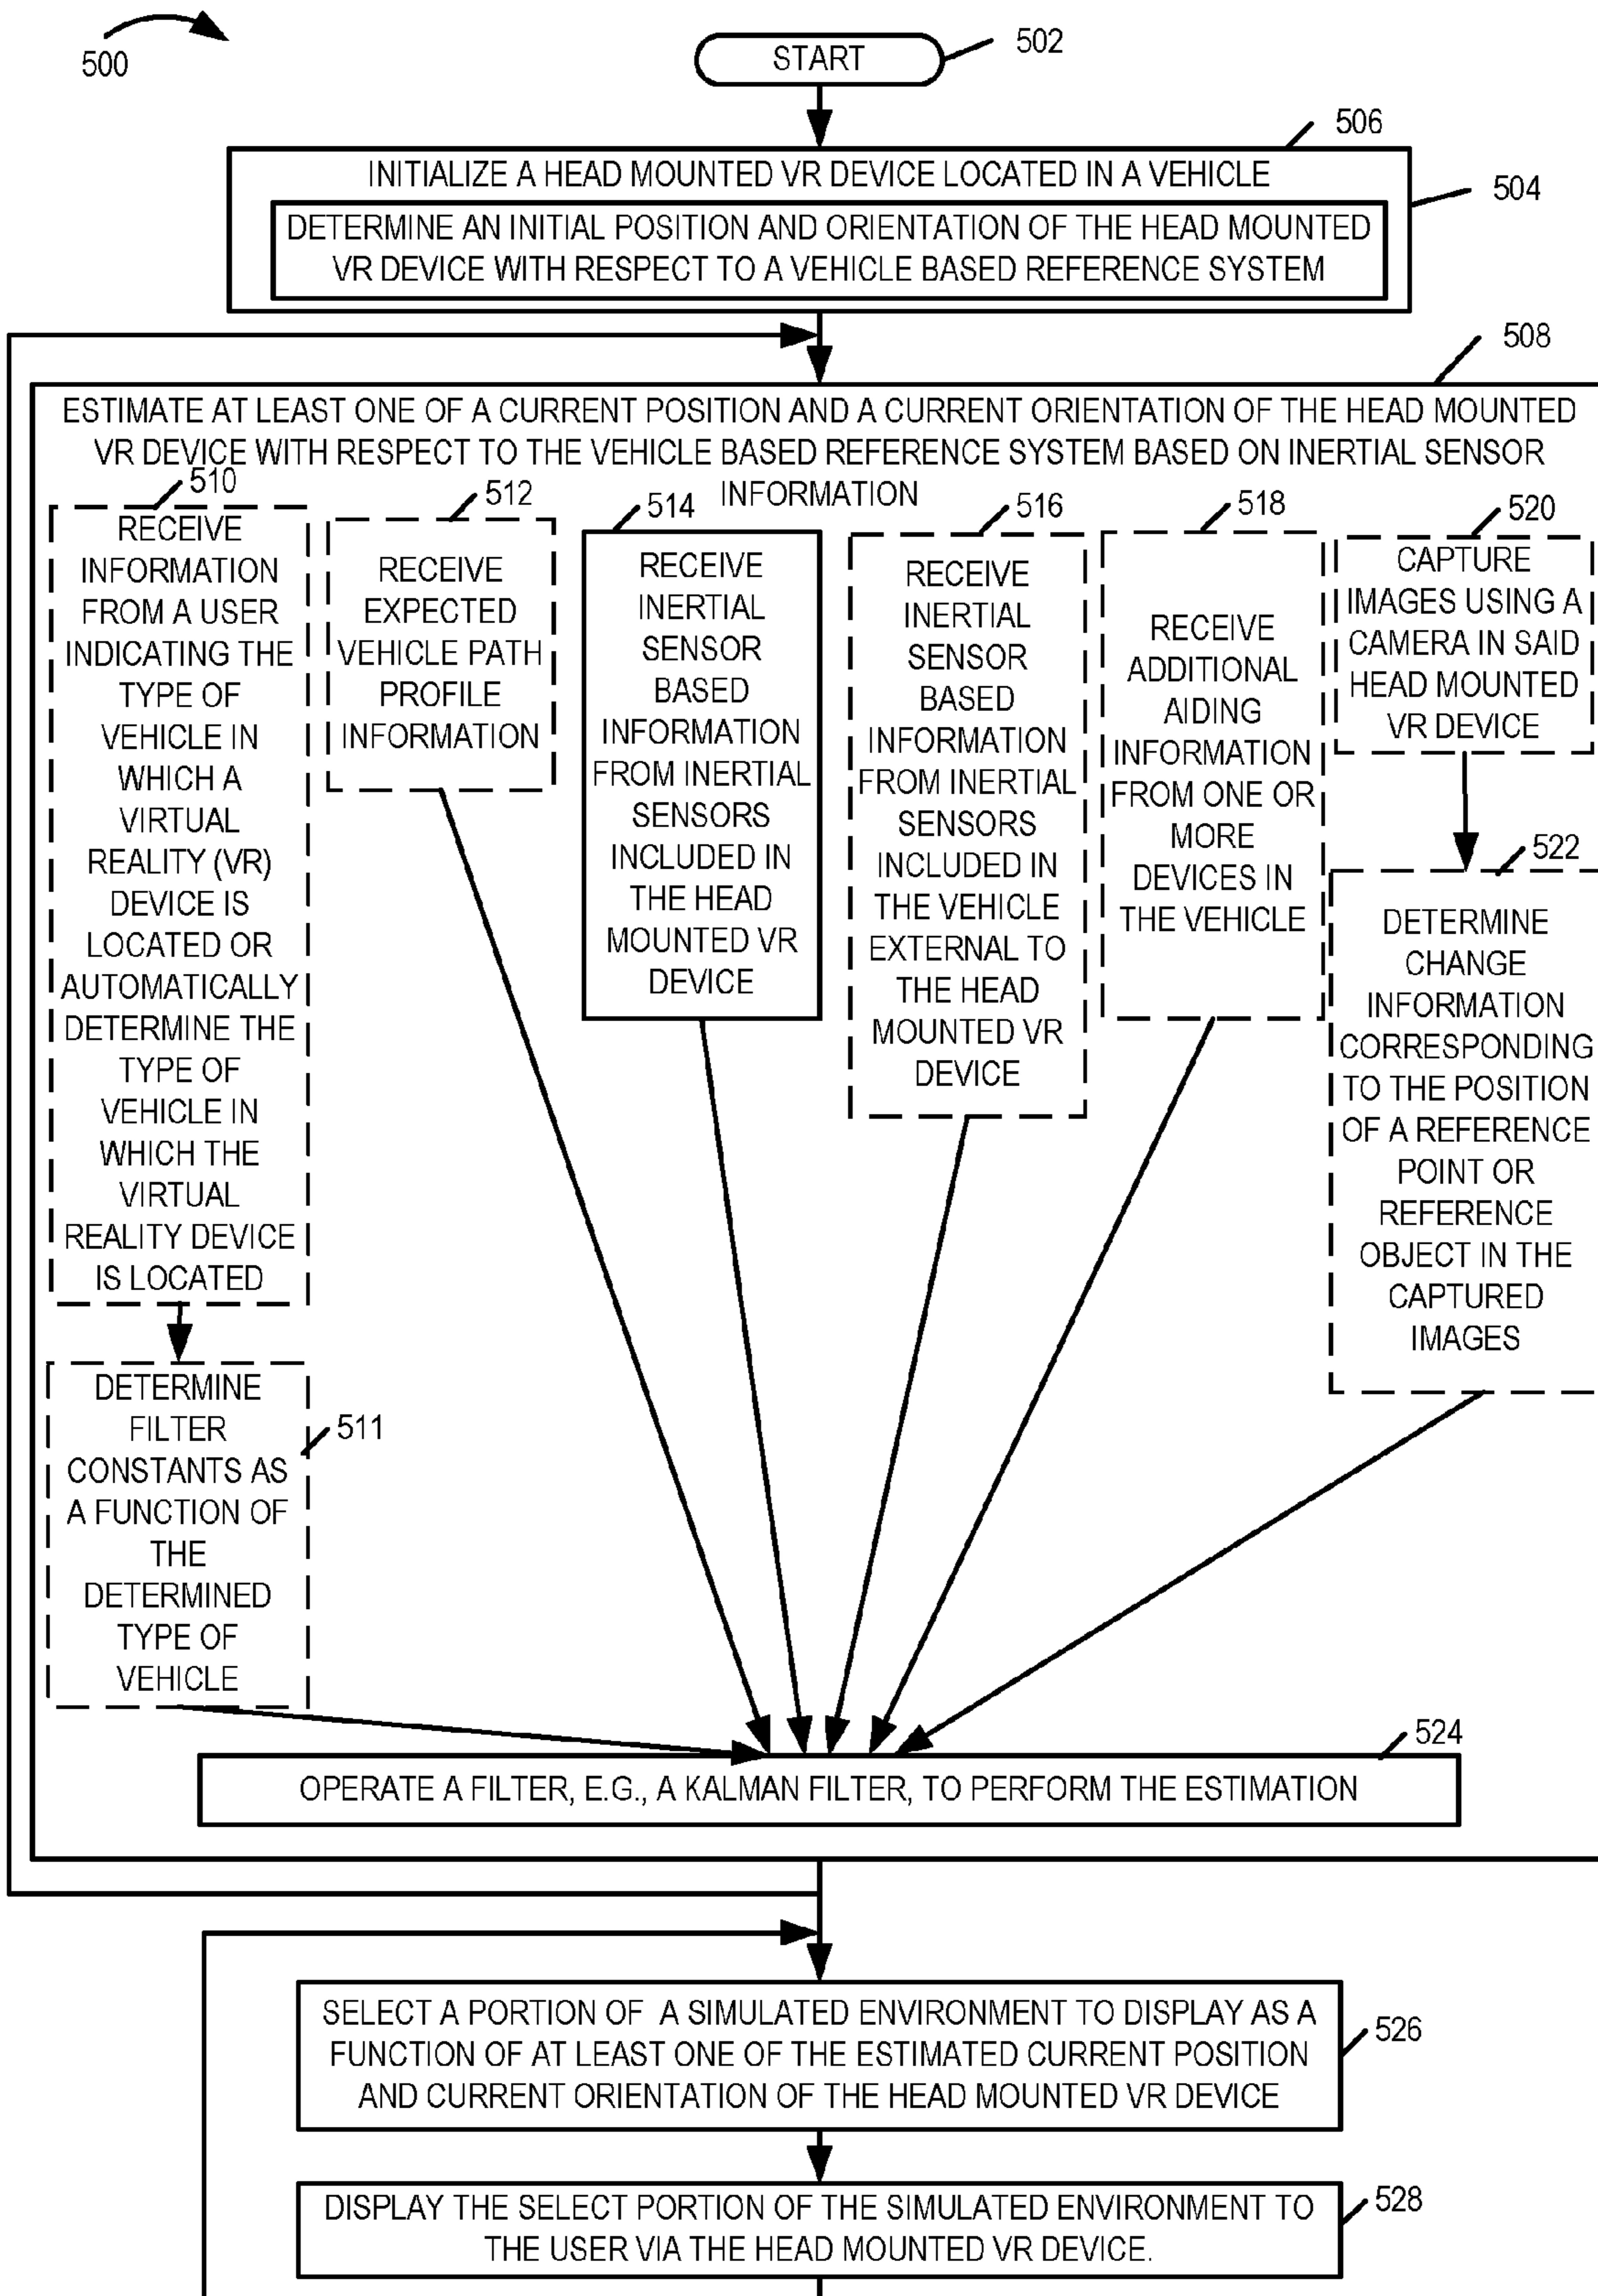 500
START
502
506
INITIALIZE A HEAD MOUNTED VR DEVICE LOCATED IN A VEHICLE
504
DETERMINE AN INITIAL POSITION AND ORIENTATION OF THE HEAD MOUNTED
VR DEVICE WITH RESPECT TO A VEHICLE BASED REFERENCE SYSTEM
508
ESTIMATE AT LEAST ONE OF A CURRENT POSITION AND A CURRENT ORIENTATION OF THE HEAD MOUNTED
VR DEVICE WITH RESPECT TO THE VEHICLE BASED REFERENCE SYSTEM BASED ON INERTIAL SENSOR
INFORMATION
510
RECEIVE
INFORMATION
FROM A USER
INDICATING THE
TYPE OF
VEHICLE IN
WHICH A
VIRTUAL
REALITY (VR)
DEVICE IS
LOCATED OR
AUTOMATICALLY
DETERMINE THE
TYPE OF
VEHICLE IN
WHICH THE
VIRTUAL
REALITY DEVICE
IS LOCATED
511
DETERMINE
FILTER
CONSTANTS AS
A FUNCTION OF
THE
DETERMINED
TYPE OF
VEHICLE
512
RECEIVE
EXPECTED
VEHICLE PATH
PROFILE
INFORMATION
514
RECEIVE
INERTIAL
SENSOR
BASED
INFORMATION
FROM INERTIAL
SENSORS
INCLUDED IN
THE HEAD
MOUNTED VR
DEVICE
516
RECEIVE
INERTIAL
SENSOR
BASED
INFORMATION
FROM INERTIAL
SENSORS
INCLUDED IN
THE VEHICLE
EXTERNAL TO
THE HEAD
MOUNTED VR
DEVICE
518
RECEIVE
ADDITIONAL
AIDING
INFORMATION
FROM ONE OR
MORE
DEVICES IN
THE VEHICLE
520
CAPTURE
IMAGES USING A
CAMERA IN SAID
HEAD MOUNTED
VR DEVICE
522
DETERMINE
CHANGE
INFORMATION
CORRESPONDING
TO THE POSITION
OF A REFERENCE
POINT OR
REFERENCE
OBJECT IN THE
CAPTURED
IMAGES
524
OPERATE A FILTER, E.G., A KALMAN FILTER, TO PERFORM THE ESTIMATION
SELECT A PORTION OF A SIMULATED ENVIRONMENT TO DISPLAY AS A
FUNCTION OF AT LEAST ONE OF THE ESTIMATED CURRENT POSITION
AND CURRENT ORIENTATION OF THE HEAD MOUNTED VR DEVICE
526
DISPLAY THE SELECT PORTION OF THE SIMULATED ENVIRONMENT TO
THE USER VIA THE HEAD MOUNTED VR DEVICE.
528